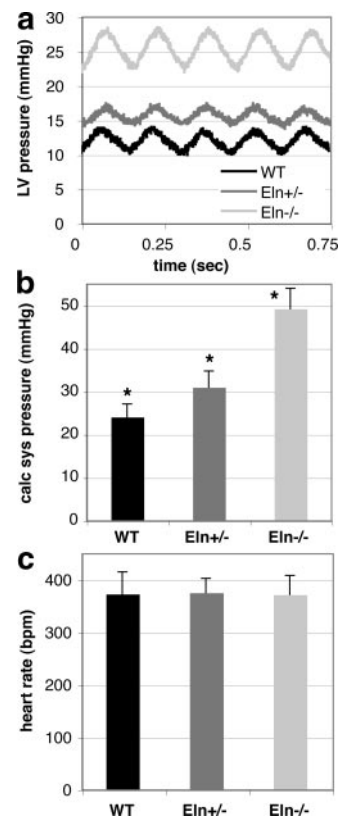 a
LV pressure (mmHg)
30
25
20
15
10
5
0
WT
Eln+/-
Eln-/-
0 0.25 0.5 0.75
time (sec)
b
calc sys pressure (mmHg)
50
40
30
20
10
0
* * *
WT Eln+/- Eln-/-
c
heart rate (bpm)
400
300
200
100
0
WT Eln+/- Eln-/-